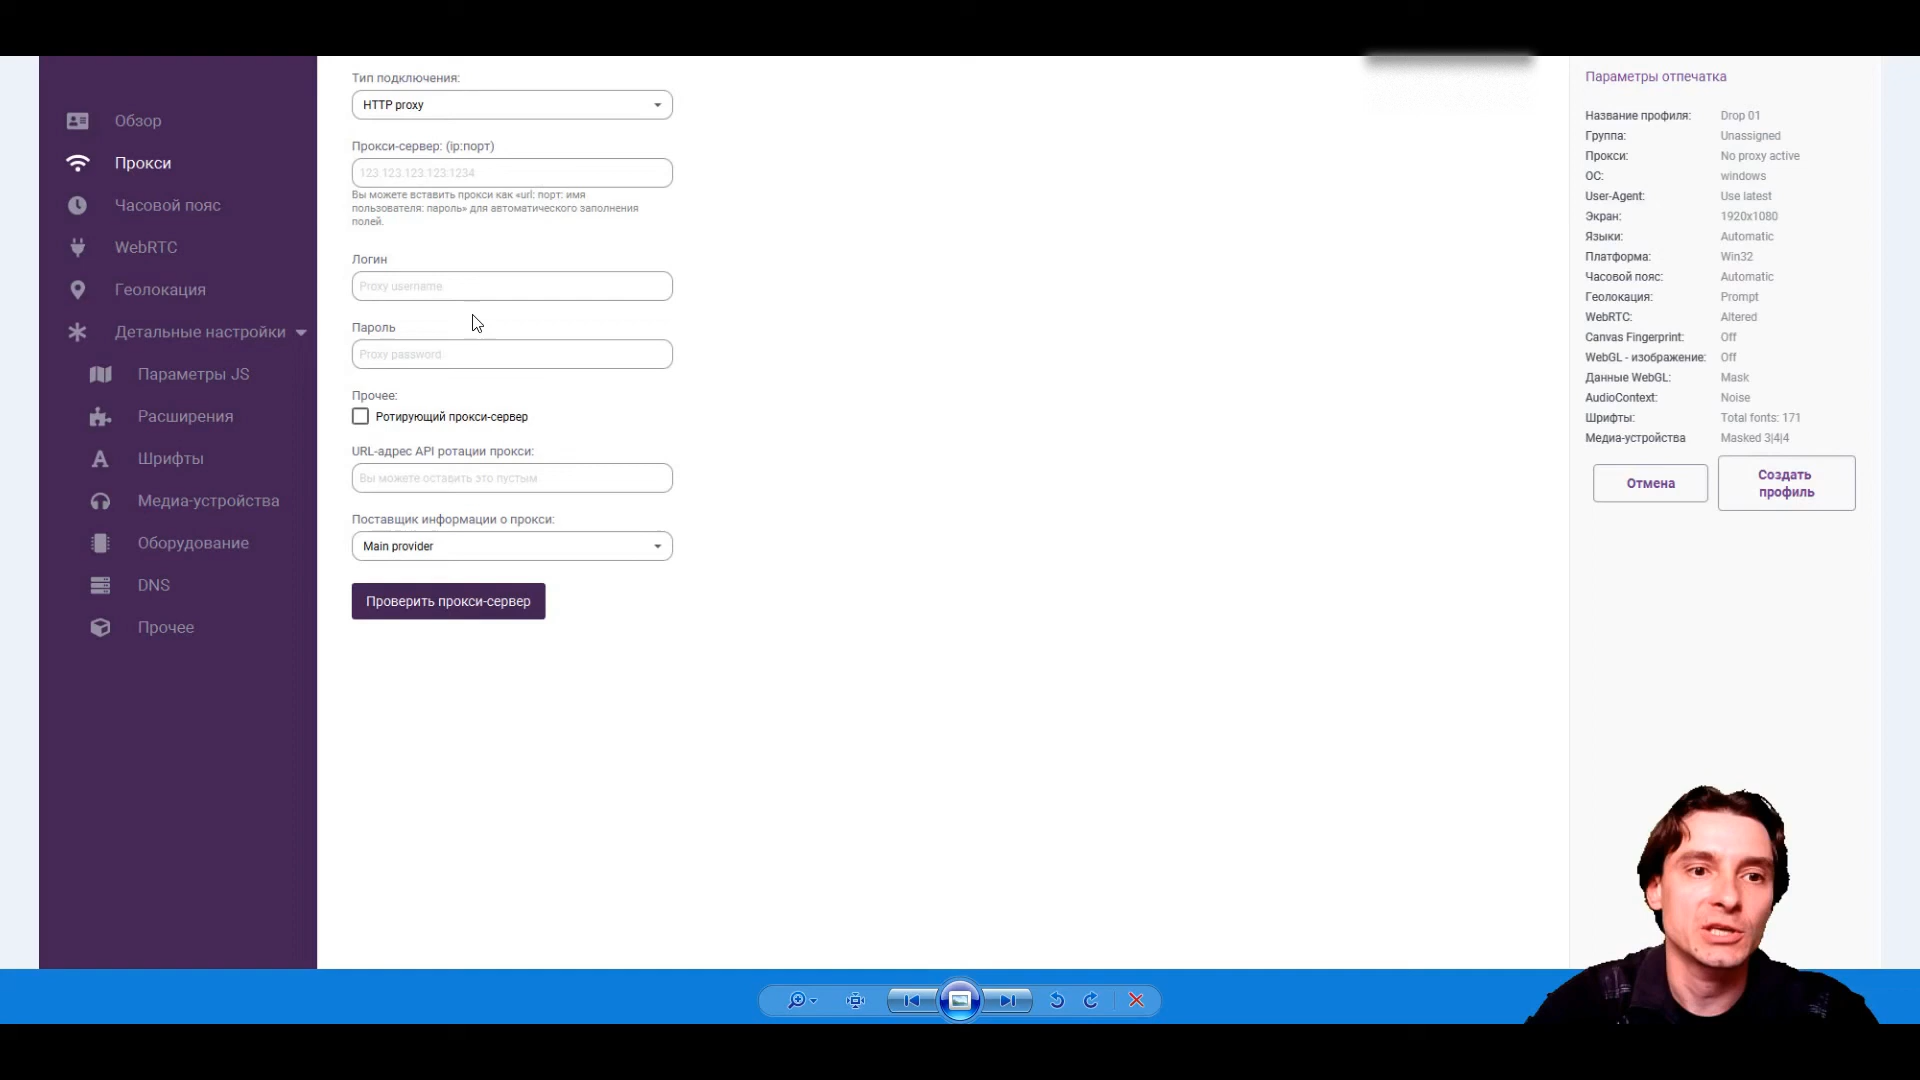 Обзор
Прокси
Часовой пояс
WebRTC
Геолокация
Детальные настройки
Параметры JS
Расширения
Шрифты
Медиа-устройства
Оборудование
DNS
Прочее
Тип подключения:
HTTP proxy
Прокси-сервер: (ip:порт)
123.123.123.123:1234
Вы можете вставить прокси как «url: порт: имя
пользователя: пароль» для автоматического заполнения
полей.
Логин
Proxy username
Пароль
Proxy password
Прочее:
Ротирующий прокси-сервер
URL-адрес API ротации прокси:
Вы можете оставить это пустым
Поставщик информации о прокси:
Main provider
Проверить прокси-сервер
Параметры отпечатка
Название профиля: Drop 01
Группа: Unassigned
Прокси: No proxy active
ОС: windows
User-Agent: Use latest
Экран: 1920x1080
Языки: Automatic
Платформа: Win32
Часовой пояс: Automatic
Геолокация: Prompt
WebRTC: Altered
Canvas Fingerprint: Off
WebGL - изображение: Off
Данные WebGL: Mask
AudioContext: Noise
Шрифты: Total fonts: 171
Медиа-устройства Masked 3|4|4
Отмена
Создать
профиль